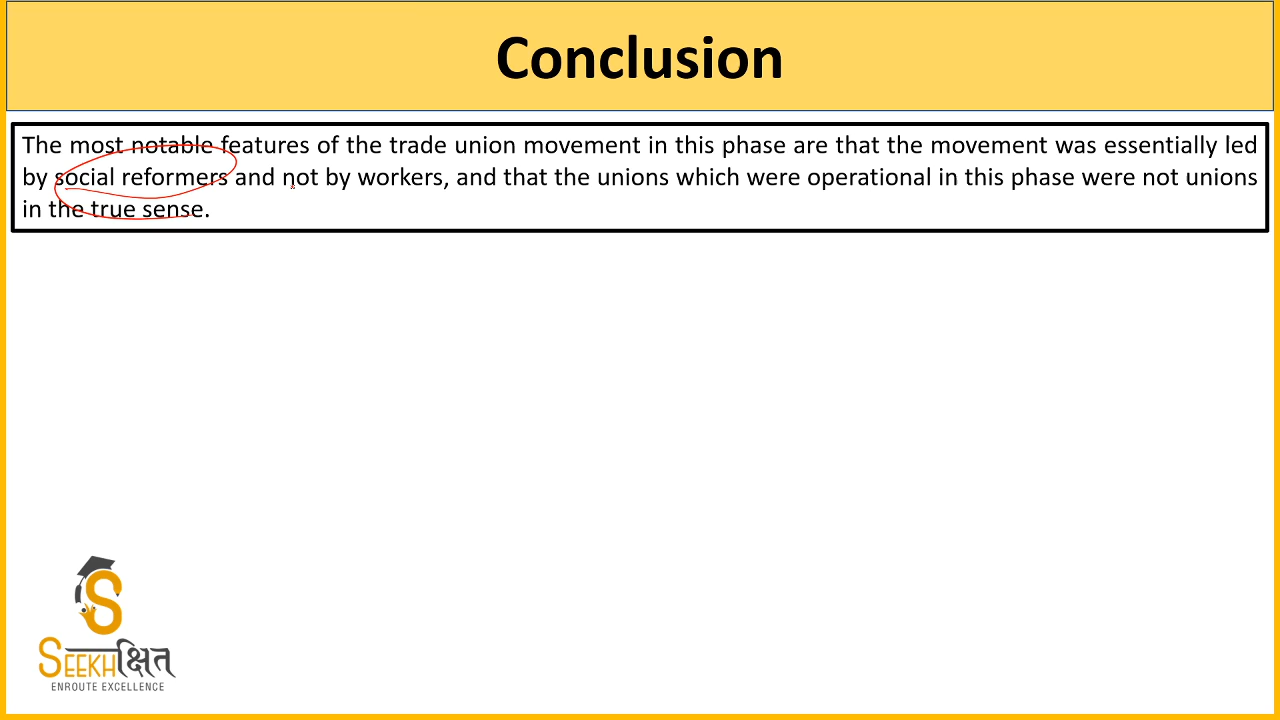 Conclusion
The most notable features of the trade union movement in this phase are that the movement was essentially led
by social reformers and not by workers, and that the unions which were operational in this phase were not unions
in the true sense.
S
SEEKHक्षित
ENROUTE EXCELLENCE